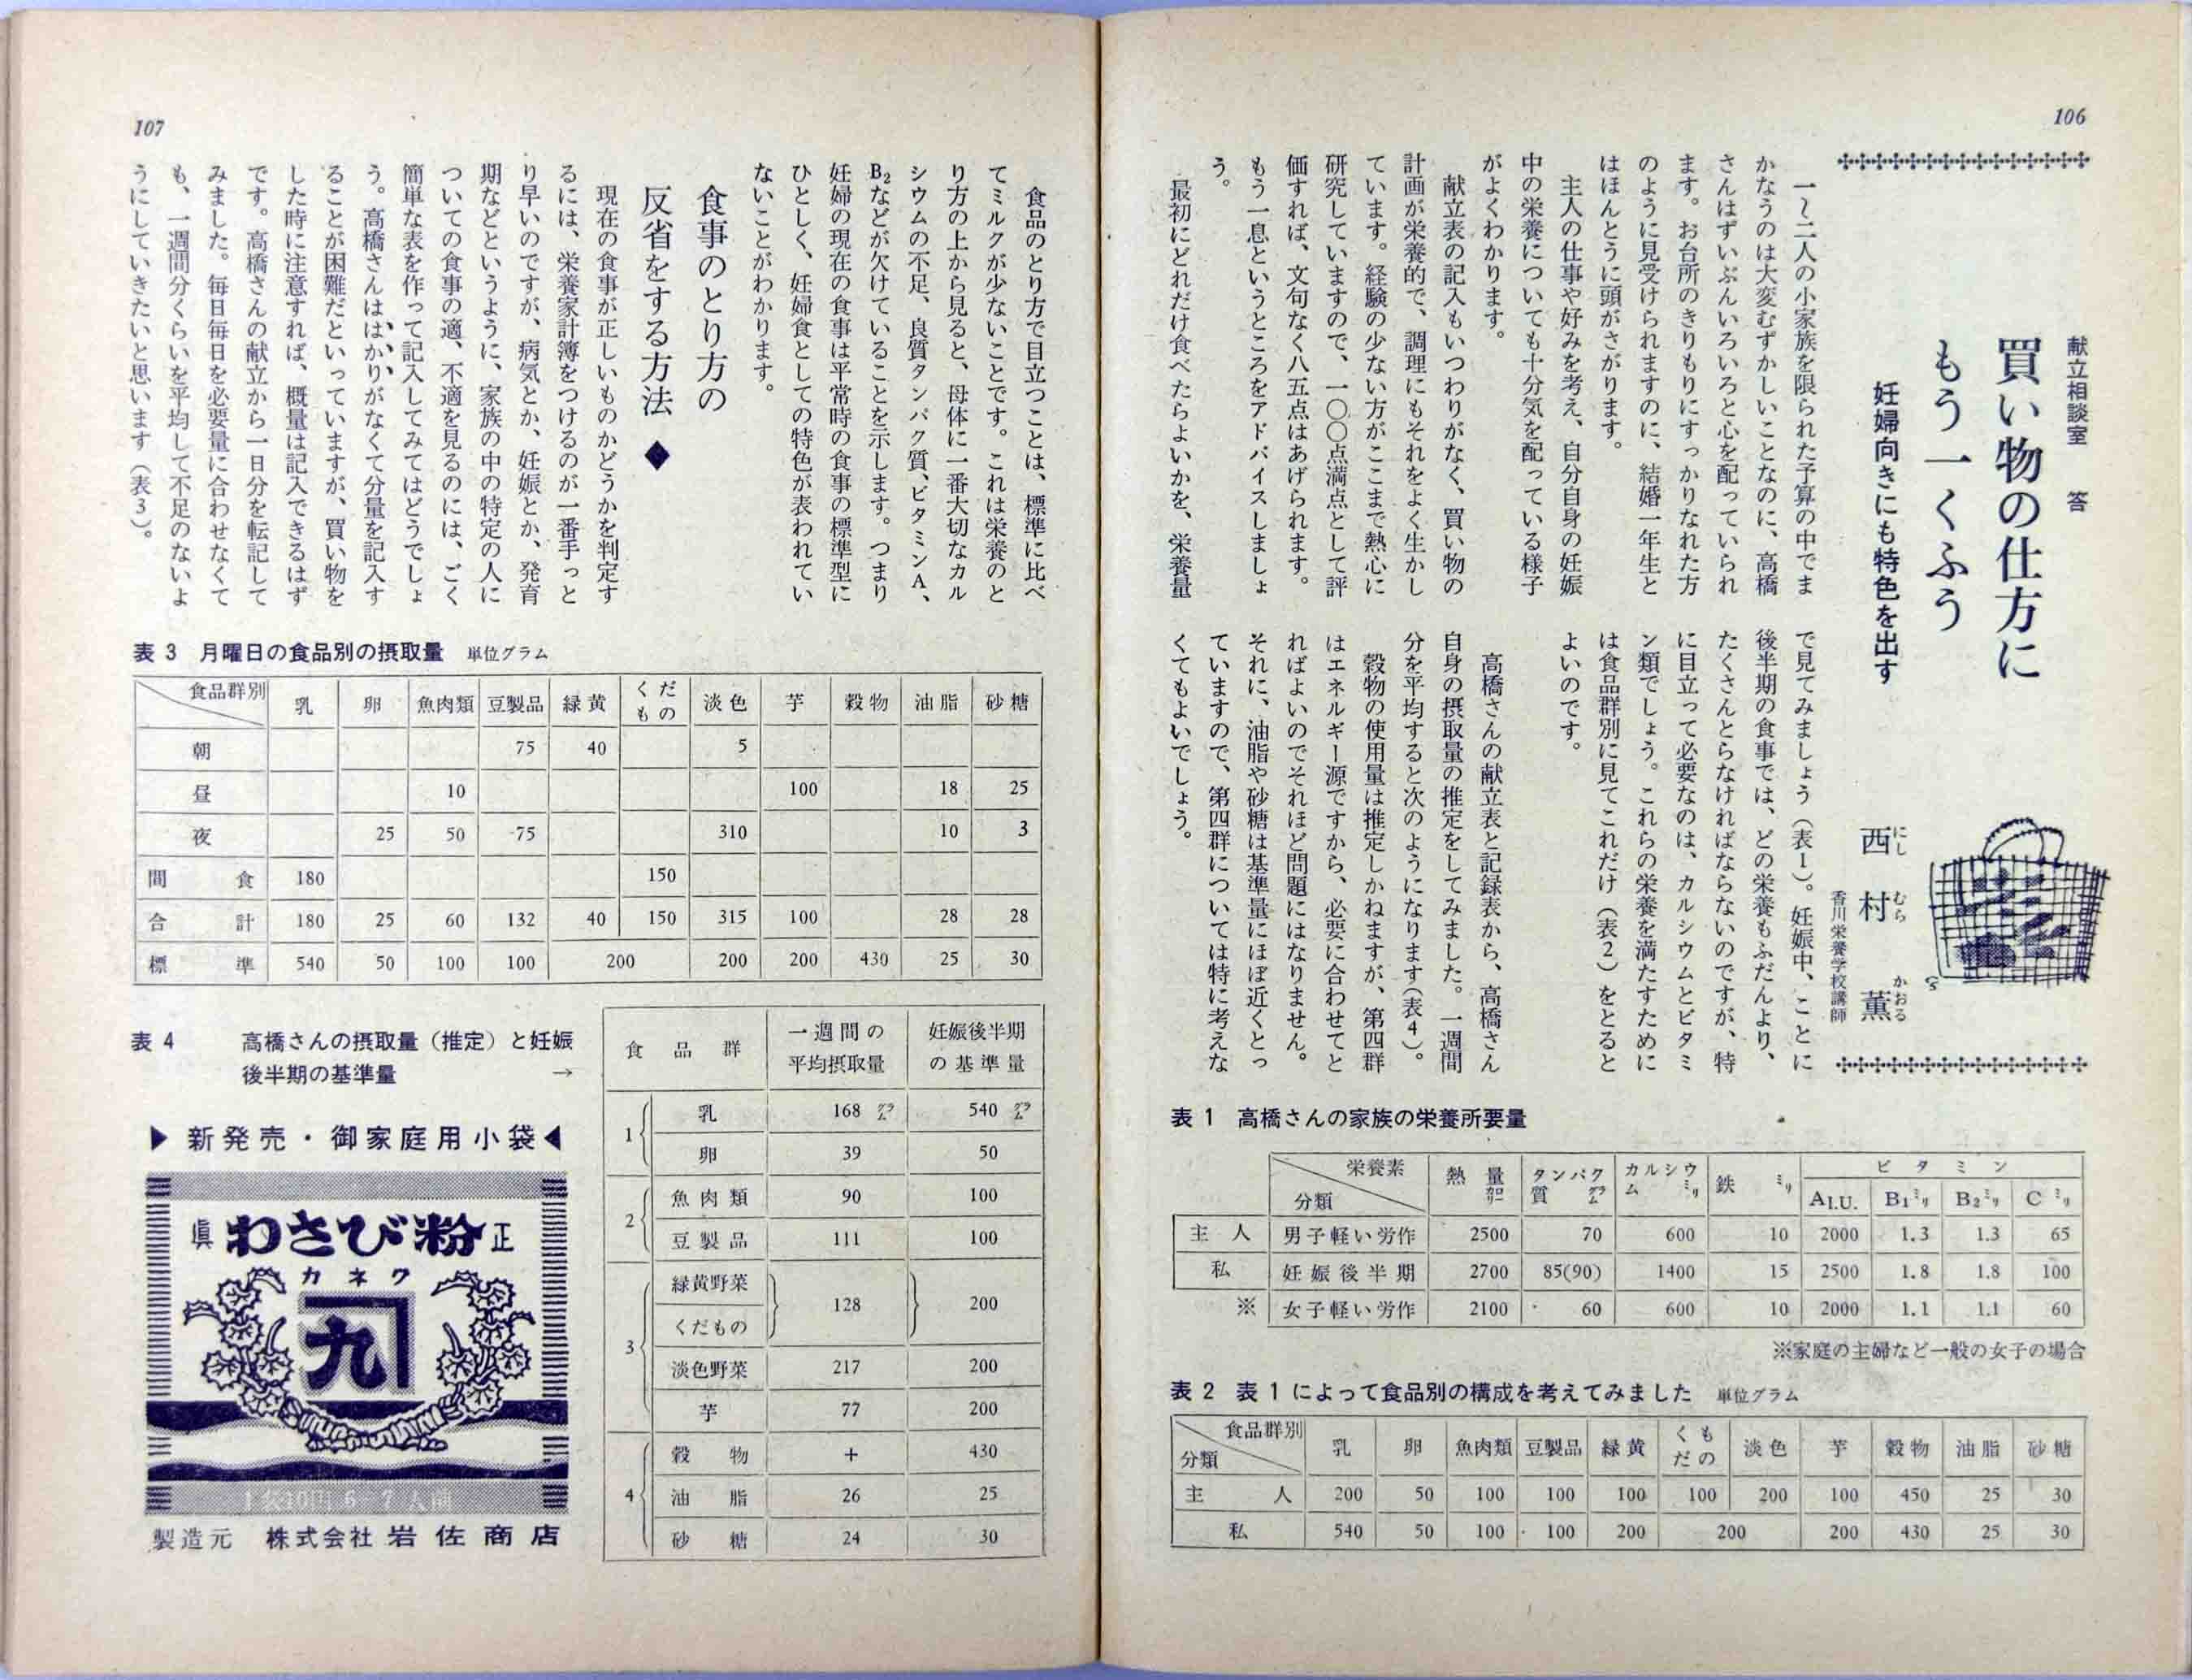 106
献立相談室　答
買い物の仕方に
もう一くふう
妊婦向きにも特色を出す
西村　薫
にし　むら　かおる
香川栄養学校講師
一〜二人の小家族を限られた予算の中でま
かなうのは大変むずかしいことなのに、高橋
さんはずいぶんいろいろと心を配っていられ
ます。お台所のきりもりにすっかりなれた方
のように見受けられますのに、結婚一年生と
はほんとうに頭がさがります。
主人の仕事や好みを考え、自分自身の妊娠
中の栄養についても十分気を配っている様子
がよくわかります。
献立表の記入もいつわりがなく、買い物の
計画が栄養的で、調理にもそれをよく生かし
ています。経験の少ない方がここまで熱心に
研究していますので、一〇〇点満点として評
価すれば、文句なく八五点はあげられます。
もう一息というところをアドバイスしましょ
う。
最初にどれだけ食べたらよいかを、栄養量
で見てみましょう（表1）。妊娠中、ことに
後半期の食事では、どの栄養もふだんより、
たくさんとらなければならないのですが、特
に目立って必要なのは、カルシウムとビタミ
ン類でしょう。これらの栄養を満たすために
は食品群別に見てこれだけ（表2）をとると
よいのです。
高橋さんの献立表と記録表から、高橋さん
自身の摂取量の推定をしてみました。一週間
分を平均すると次のようになります（表4）。
穀物の使用量は推定しかねますが、第四群
はエネルギー源ですから、必要に合わせてと
ればよいのでそれほど問題にはなりません。
それに、油脂や砂糖は基準量にほぼ近くとっ
ていますので、第四群については特に考えな
くてもよいでしょう。
表1　高橋さんの家族の栄養所要量
栄養素　分類　熱量 カロリー　タンパク質 グラム　カルシウム ミリ　鉄 ミリ　ビタミン
A I.U.　B₁ミリ　B₂ミリ　C ミリ
主人　男子軽い労作　2500　70　600　10　2000　1.3　1.3　65
私　妊娠後半期　2700　85(90)　1400　15　2500　1.8　1.8　100
※　女子軽い労作　2100　60　600　10　2000　1.1　1.1　60
※家庭の主婦など一般の女子の場合
表2　表1によって食品別の構成を考えてみました　単位グラム
食品群別　分類　乳　卵　魚肉類　豆製品　緑黄　くだもの　淡色　芋　穀物　油脂　砂糖
主人　200　50　100　100　100　100　200　100　450　25　30
私　540　50　100　100　200　200　200　430　25　30
107
食品のとり方で目立つことは、標準に比べ
てミルクが少ないことです。これは栄養のと
り方の上から見ると、母体に一番大切なカル
シウムの不足、良質タンパク質、ビタミンA、
B₂などが欠けていることを示します。つまり
妊婦の現在の食事は平常時の食事の標準型に
ひとしく、妊婦食としての特色が表われてい
ないことがわかります。
食事のとり方の
反省をする方法 ◆
現在の食事が正しいものかどうかを判定す
るには、栄養家計簿をつけるのが一番手っと
り早いのですが、病気とか、妊娠とか、発育
期などというように、家族の中の特定の人に
ついての食事の適、不適を見るのには、ごく
簡単な表を作って記入してみてはどうでしょ
う。高橋さんははかりがなくて分量を記入す
ることが困難だといっていますが、買い物を
した時に注意すれば、概量は記入できるはず
です。高橋さんの献立から一日分を転記して
みました。毎日毎日を必要量に合わせなくて
も、一週間分くらいを平均して不足のないよ
うにしていきたいと思います（表3）。
表3　月曜日の食品別の摂取量　単位グラム
食品群別　乳　卵　魚肉類　豆製品　緑黄　くだもの　淡色　芋　穀物　油脂　砂糖
朝　75　40　5
昼　10　100　18　25
夜　25　50　75　310　10　3
間食　180　150
合計　180　25　60　132　40　150　315　100　28　28
標準　540　50　100　100　200　200　200　430　25　30
表4　高橋さんの摂取量（推定）と妊娠
後半期の基準量　→
食品群　一週間の平均摂取量　妊娠後半期の基準量
1　乳　168 グラム　540 グラム
卵　39　50
2　魚肉類　90　100
豆製品　111　100
3　緑黄野菜　くだもの　128　200
淡色野菜　217　200
芋　77　200
4　穀物　＋　430
油脂　26　25
砂糖　24　30
▶ 新発売・御家庭用小袋 ◀
眞　わさび粉　正
カネク
九
1袋10円 6-7人前
製造元　株式会社 岩佐商店